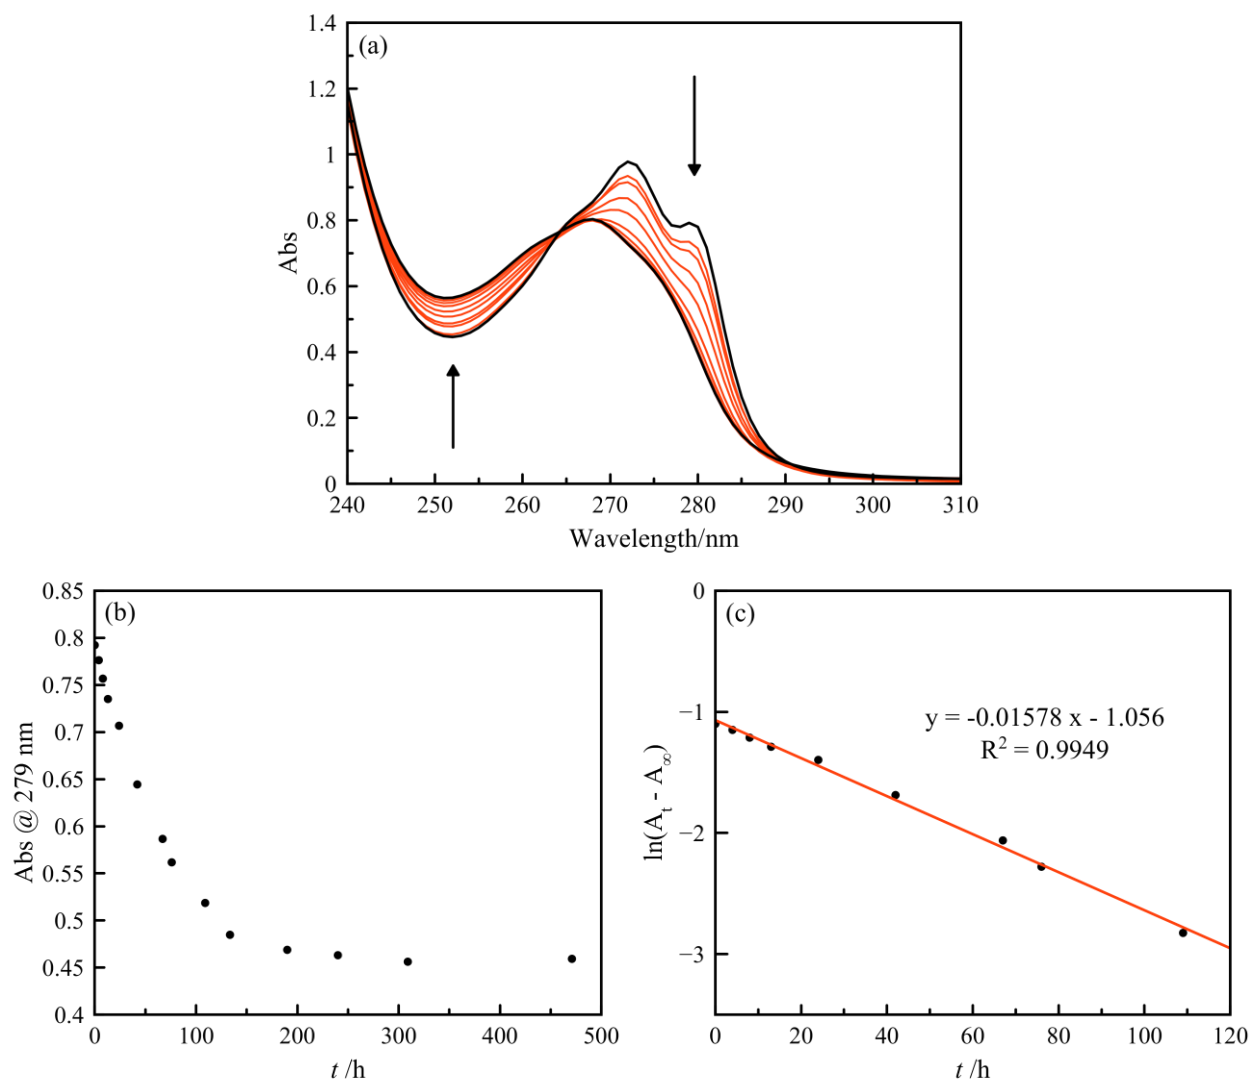 (a)
Abs
1.4
1.2
1
0.8
0.6
0.4
0.2
0
240 250 260 270 280 290 300 310
Wavelength/nm
(b)
Abs @ 279 nm
0.85
0.8
0.75
0.7
0.65
0.6
0.55
0.5
0.45
0.4
0 100 200 300 400 500
t /h
(c)
ln(Aₜ - A∞)
0
−1
−2
−3
y = -0.01578 x - 1.056
R² = 0.9949
0 20 40 60 80 100 120
t /h